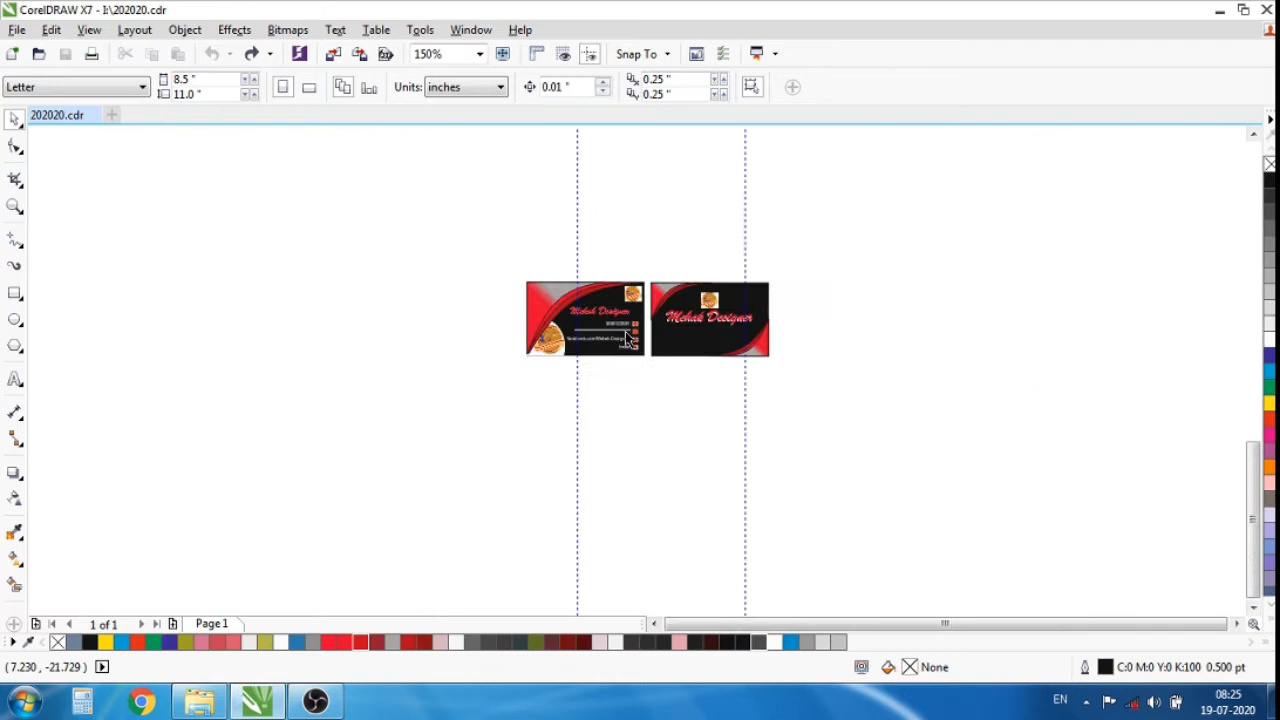 CorelDRAW X7 - I:\202020.cdr
File Edit View Layout Object Effects Bitmaps Text Table Tools Window Help
150% Snap To
Letter 8.5 " 11.0 " Units: inches 0.01 " 0.25 " 0.25 "
202020.cdr
Mehak Designer
Mehak Designer
1 of 1 Page 1
(7.230, -21.729) None C:0 M:0 Y:0 K:100 0.500 pt
EN 08:25
19-07-2020